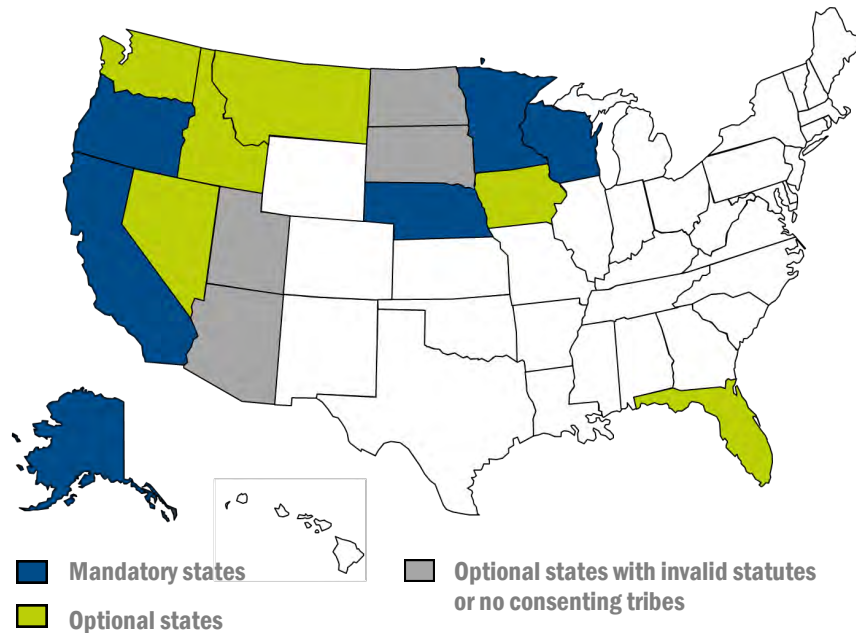 Mandatory states
Optional states
Optional states with invalid statutes
or no consenting tribes